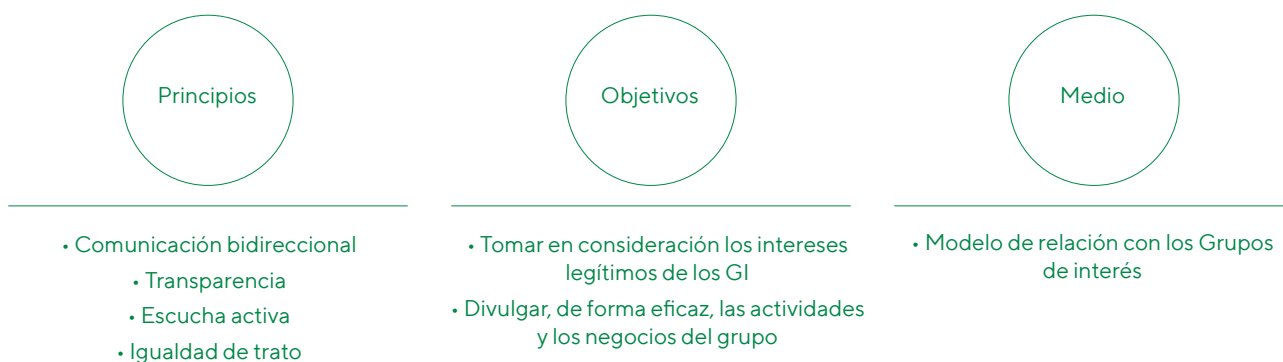 Principios
• Comunicación bidireccional
• Transparencia
• Escucha activa
• Igualdad de trato
Objetivos
• Tomar en consideración los intereses
legítimos de los GI
• Divulgar, de forma eficaz, las actividades
y los negocios del grupo
Medio
• Modelo de relación con los Grupos
de interés